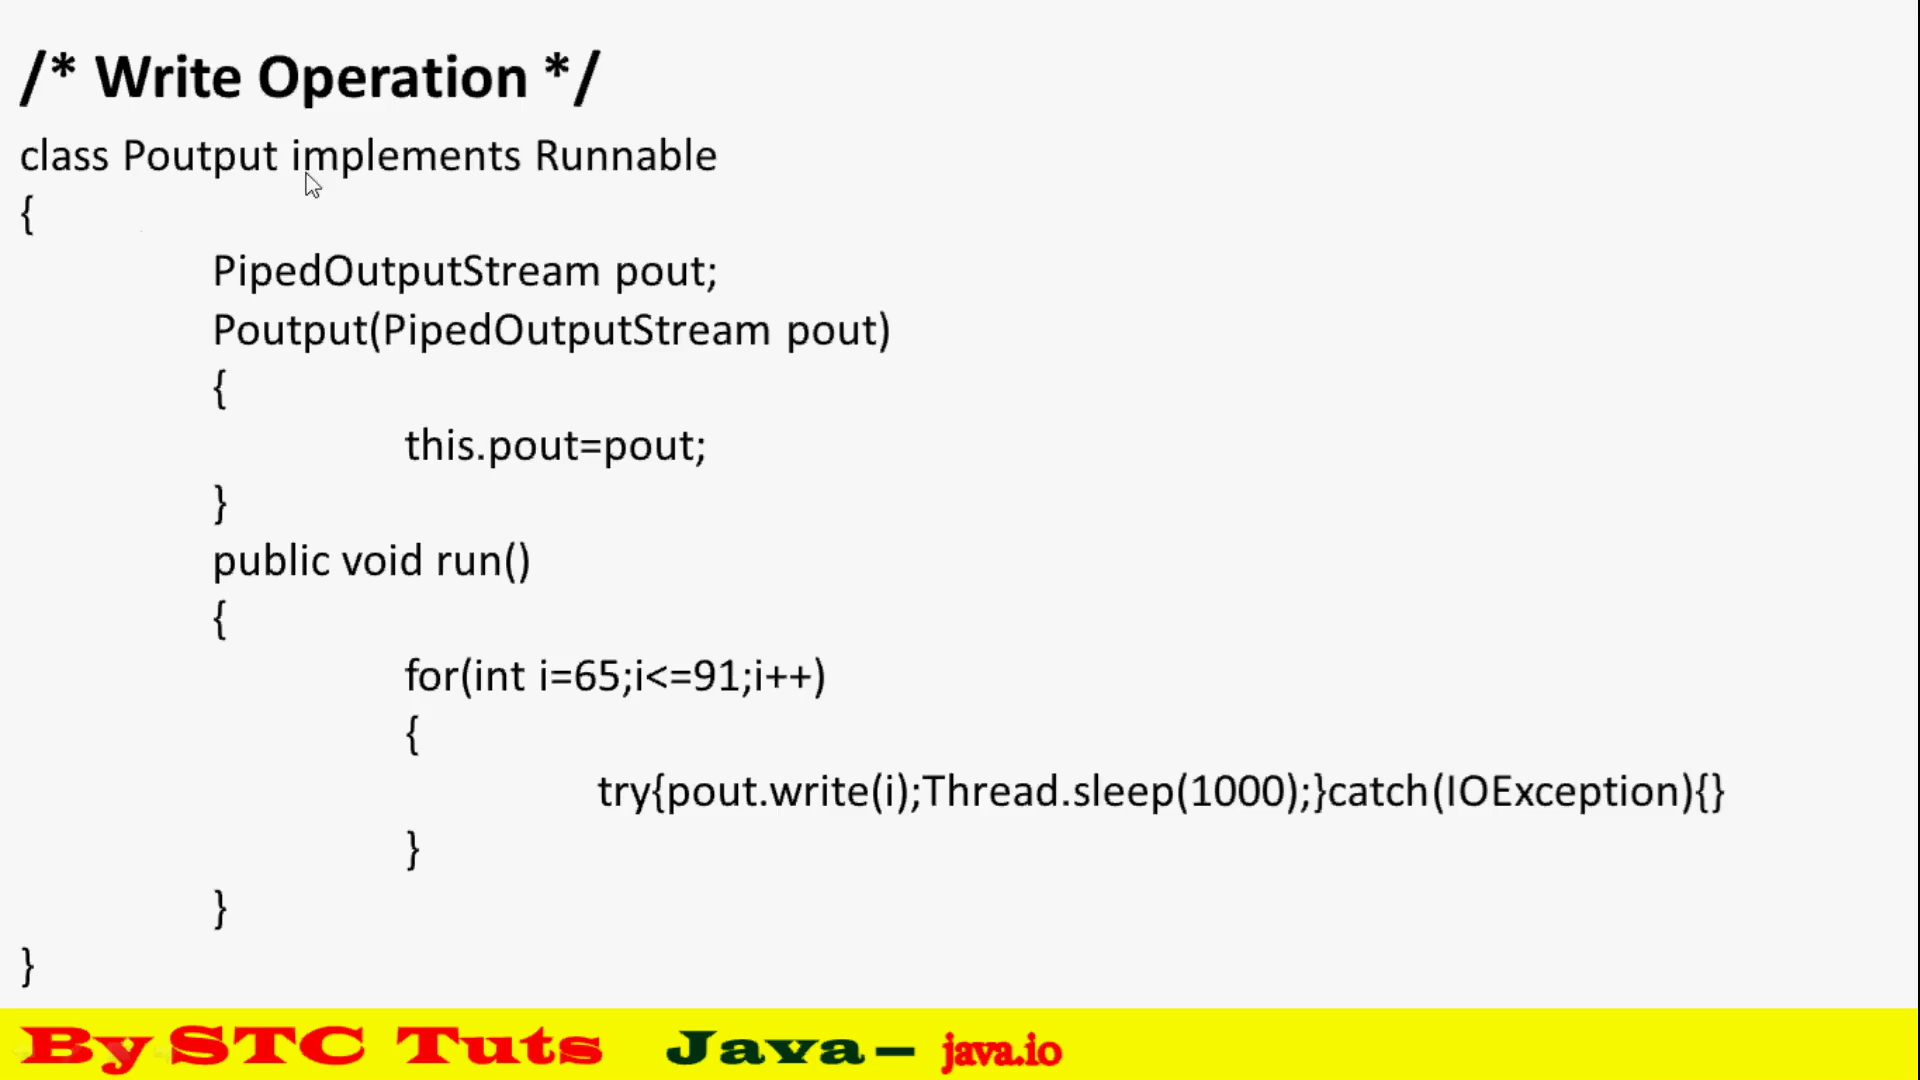 /* Write Operation */
class Poutput implements Runnable
{
PipedOutputStream pout;
Poutput(PipedOutputStream pout)
{
this.pout=pout;
}
public void run()
{
for(int i=65;i<=91;i++)
{
try{pout.write(i);Thread.sleep(1000);}catch(IOException){}
}
}
}
By STC Tuts Java – java.io